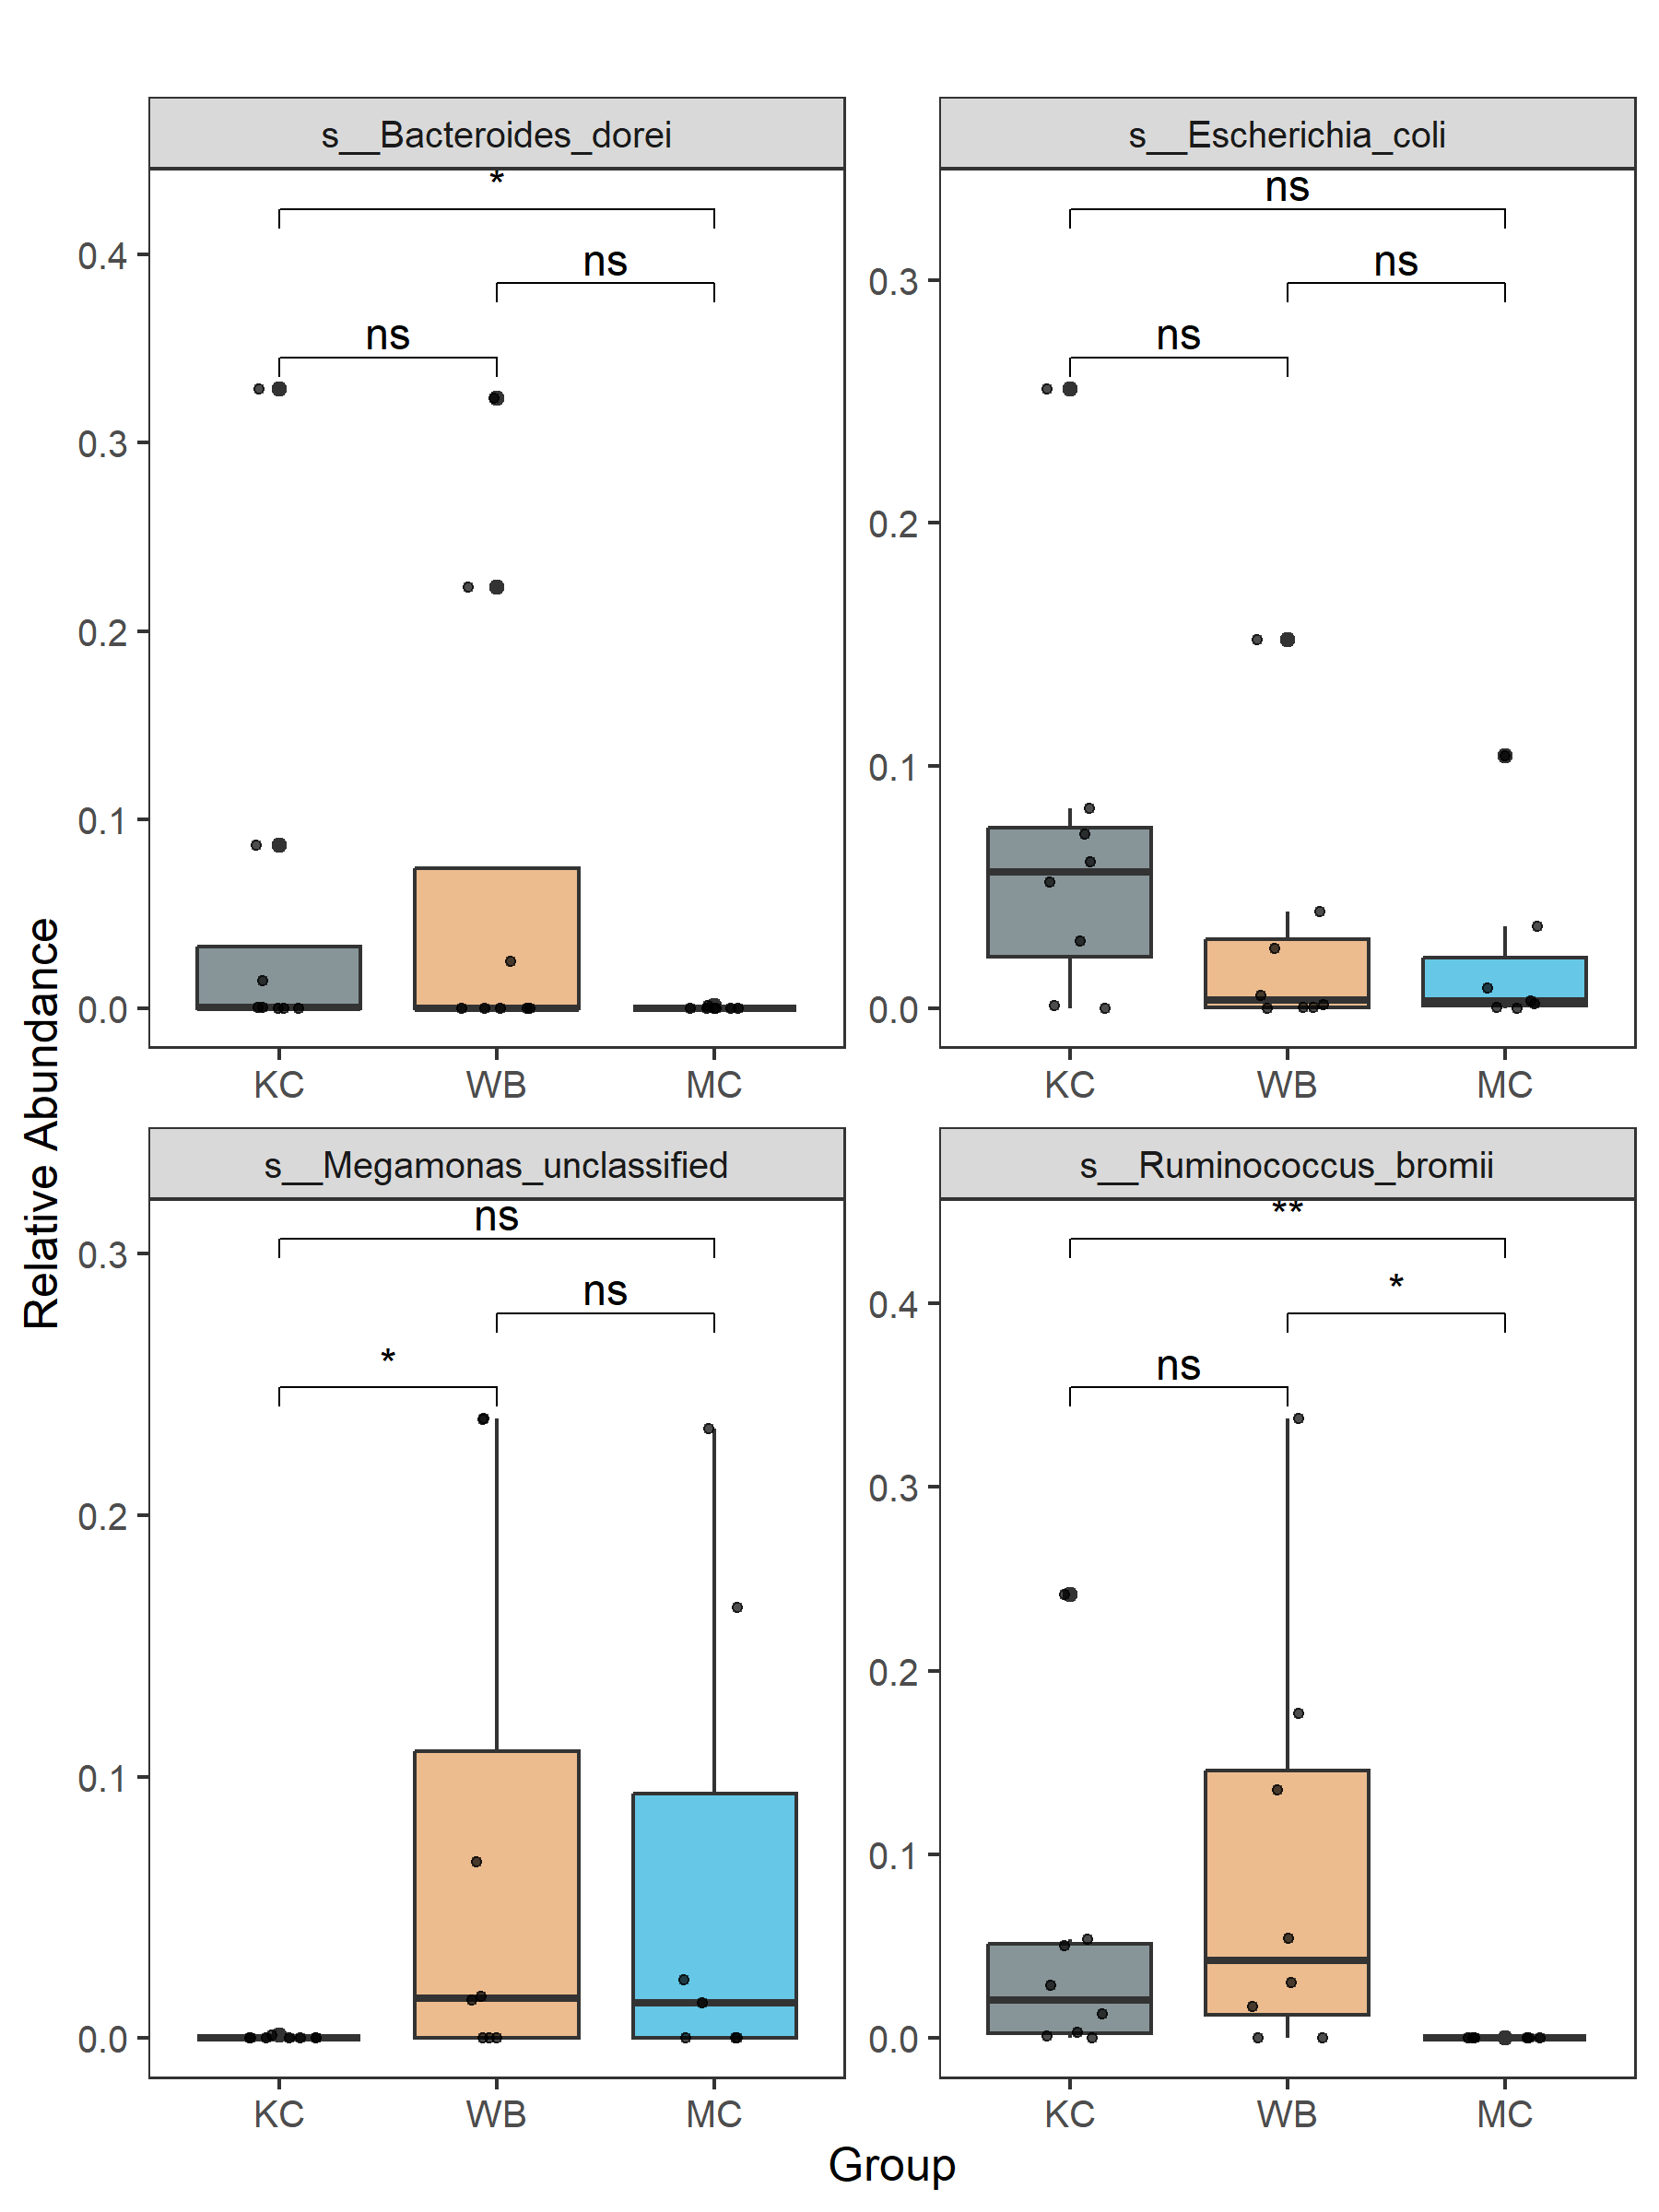 s__Bacteroides_dorei
*
ns
ns
0.4
0.3
0.2
0.1
0.0
KC WB MC
s__Escherichia_coli
ns
ns
ns
0.3
0.2
0.1
0.0
KC WB MC
s__Megamonas_unclassified
ns
ns
*
0.3
0.2
0.1
0.0
KC WB MC
s__Ruminococcus_bromii
**
*
ns
0.4
0.3
0.2
0.1
0.0
KC WB MC
Relative Abundance
Group